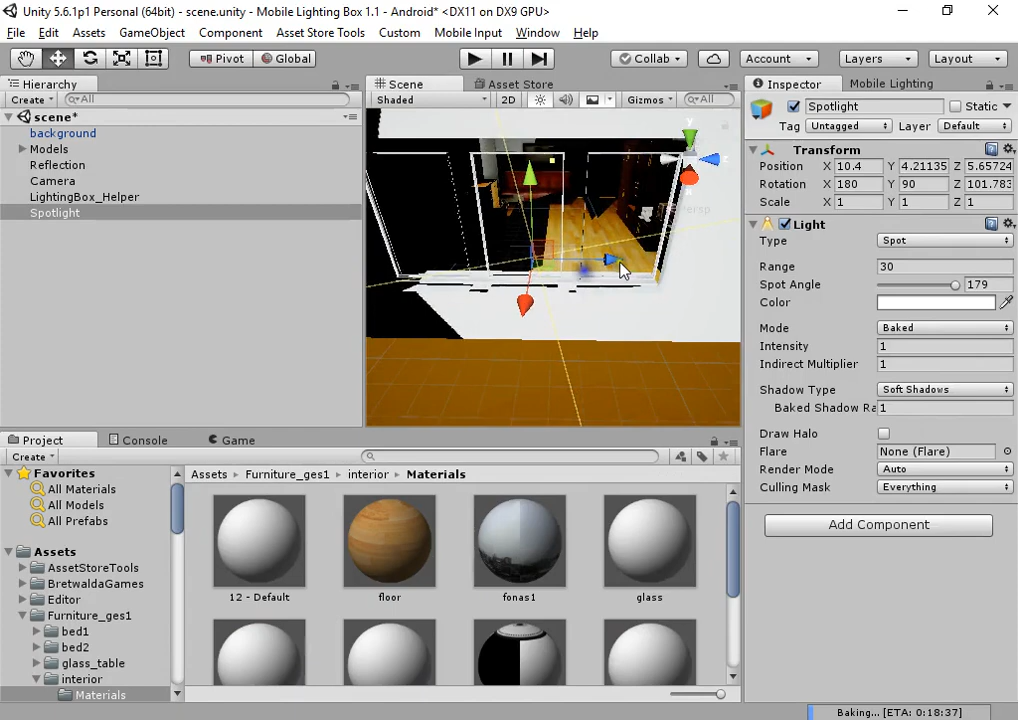 Unity 5.6.1p1 Personal (64bit) - scene.unity - Mobile Lighting Box 1.1 - Android* <DX11 on DX9 GPU>
File Edit Assets GameObject Component Asset Store Tools Custom Mobile Input Window Help
Pivot Global Collab Account Layers Layout
Hierarchy
Create All
scene*
background
Models
Reflection
Camera
LightingBox_Helper
Spotlight
Scene Asset Store
Shaded 2D Gizmos All
y
x
Persp
Inspector Mobile Lighting
Spotlight Static
Tag Untagged Layer Default
Transform
Position X 10.4 Y 4.21135 Z 5.65724
Rotation X 180 Y 90 Z 101.783
Scale X 1 Y 1 Z 1
Light
Type Spot
Range 30
Spot Angle 179
Color
Mode Baked
Intensity 1
Indirect Multiplier 1
Shadow Type Soft Shadows
Baked Shadow Ra 1
Draw Halo
Flare None (Flare)
Render Mode Auto
Culling Mask Everything
Add Component
Project Console Game
Create
Favorites
All Materials
All Models
All Prefabs
Assets
AssetStoreTools
BretwaldaGames
Editor
Furniture_ges1
bed1
bed2
glass_table
interior
Materials
Assets Furniture_ges1 interior Materials
12 - Default floor fonas1 glass
Baking... [ETA: 0:18:37]